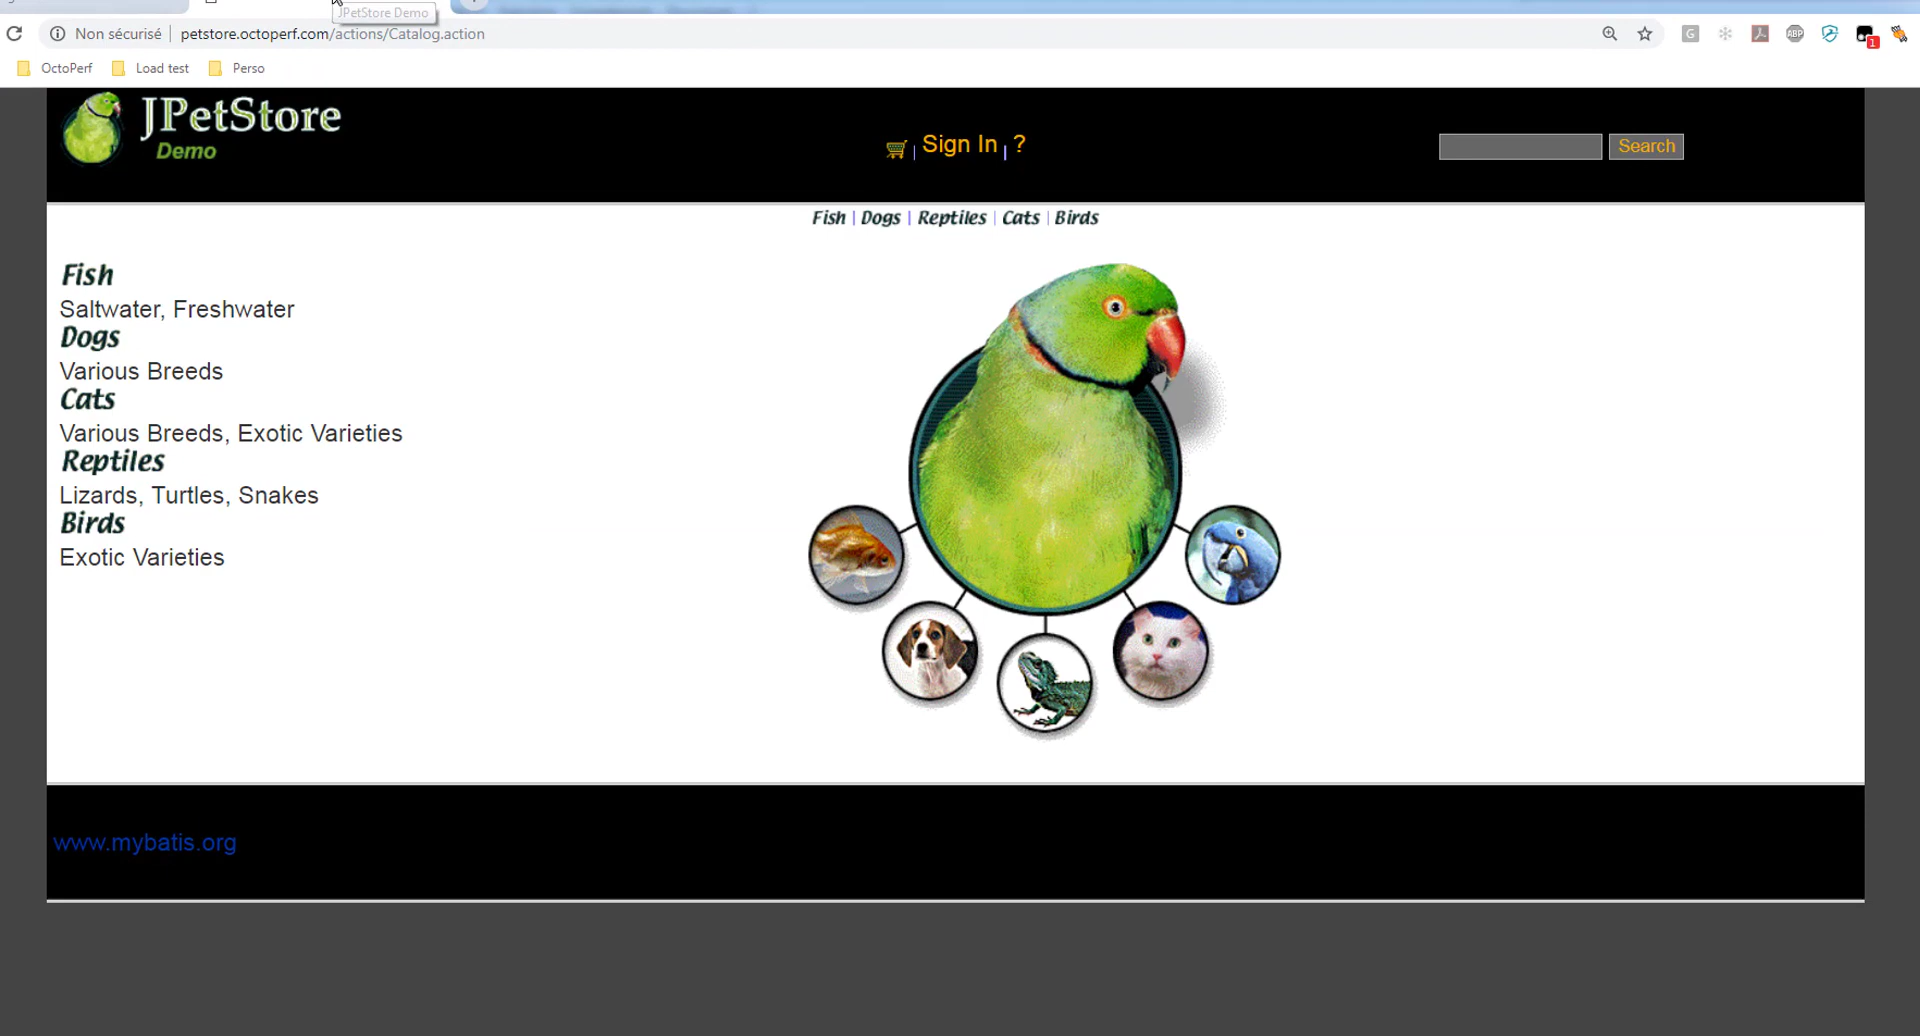 JPetStore Demo
Non sécurisé | petstore.octoperf.com/actions/Catalog.action
G ABP 1
OctoPerf Load test Perso
JPetStore
Demo
| Sign In | ? Search
Fish | Dogs | Reptiles | Cats | Birds
Fish
Saltwater, Freshwater
Dogs
Various Breeds
Cats
Various Breeds, Exotic Varieties
Reptiles
Lizards, Turtles, Snakes
Birds
Exotic Varieties
www.mybatis.org